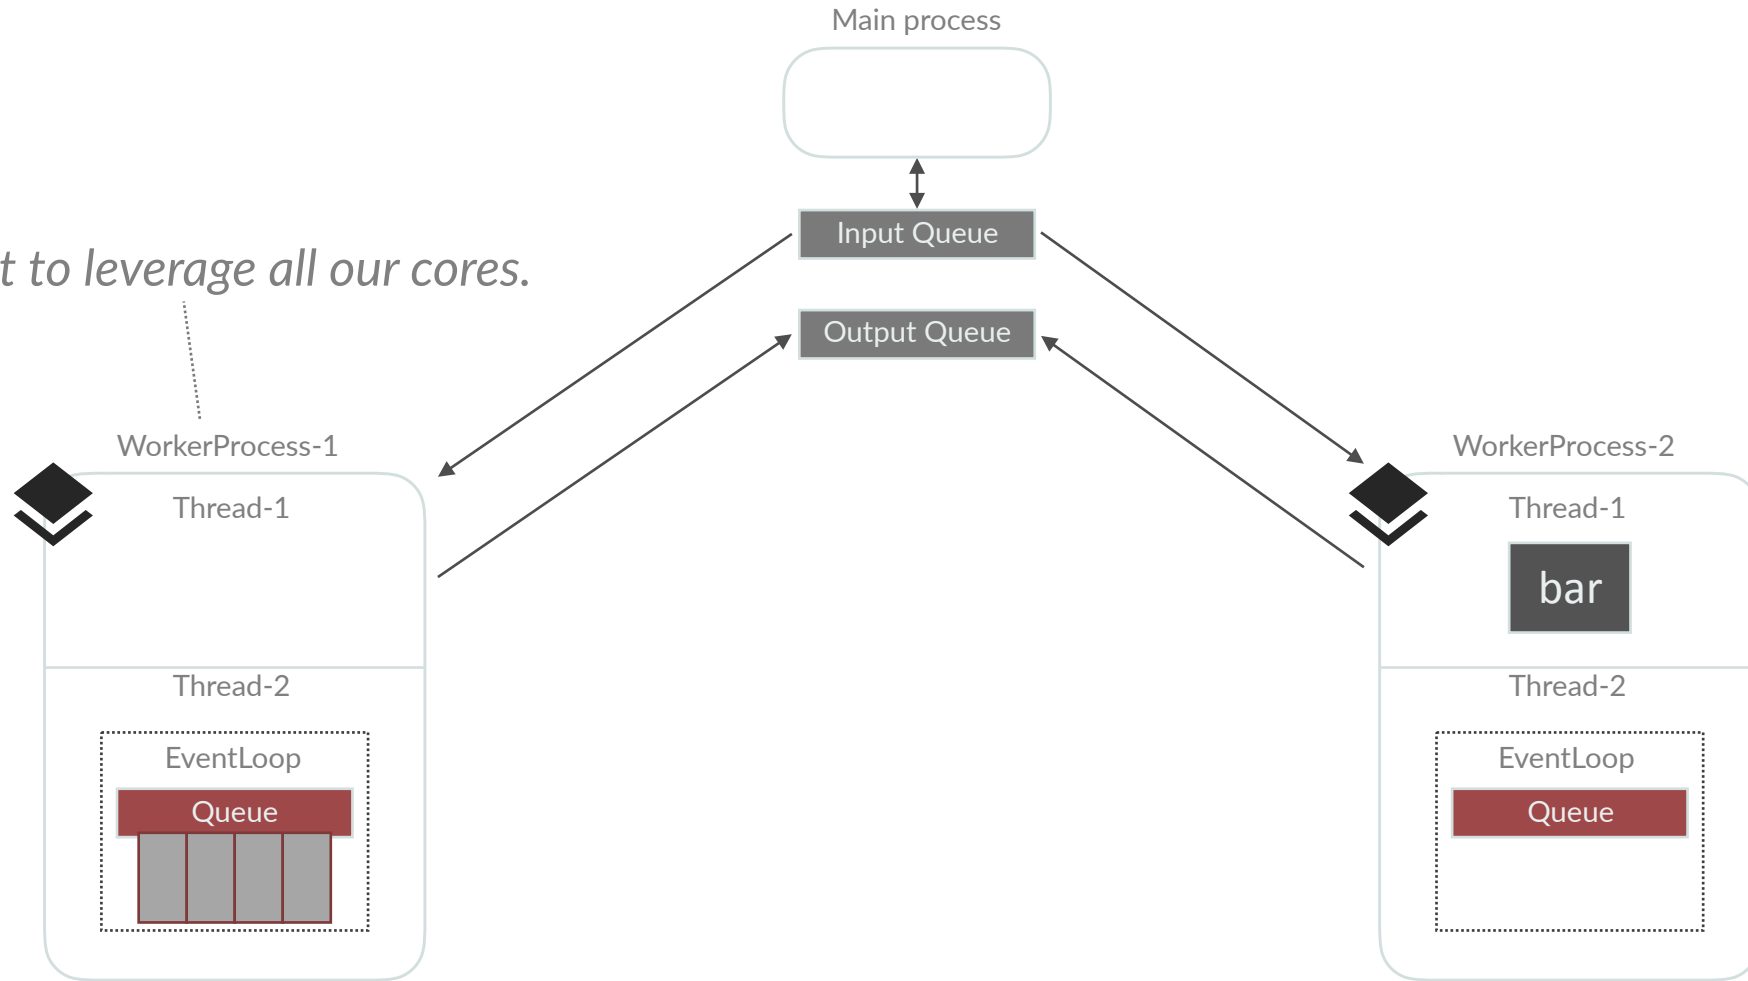 Main process
Input Queue
t to leverage all our cores.
Output Queue
WorkerProcess-1
WorkerProcess-2
Thread-1
Thread-1
bar
Thread-2
Thread-2
EventLoop
EventLoop
Queue
Queue